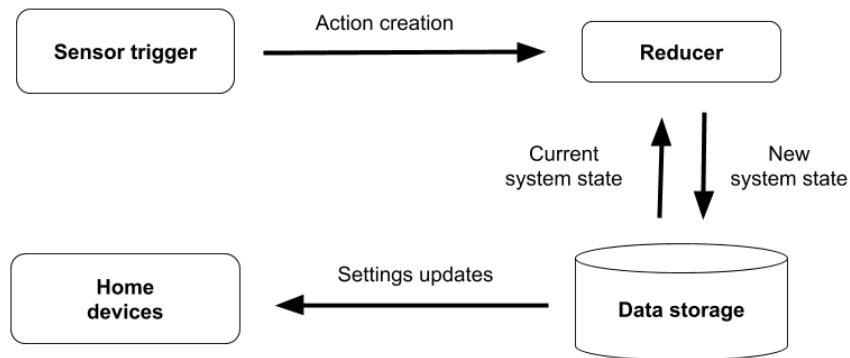 Action creation
Sensor trigger
Reducer
Current
system state
New
system state
Home
devices
Settings updates
Data storage